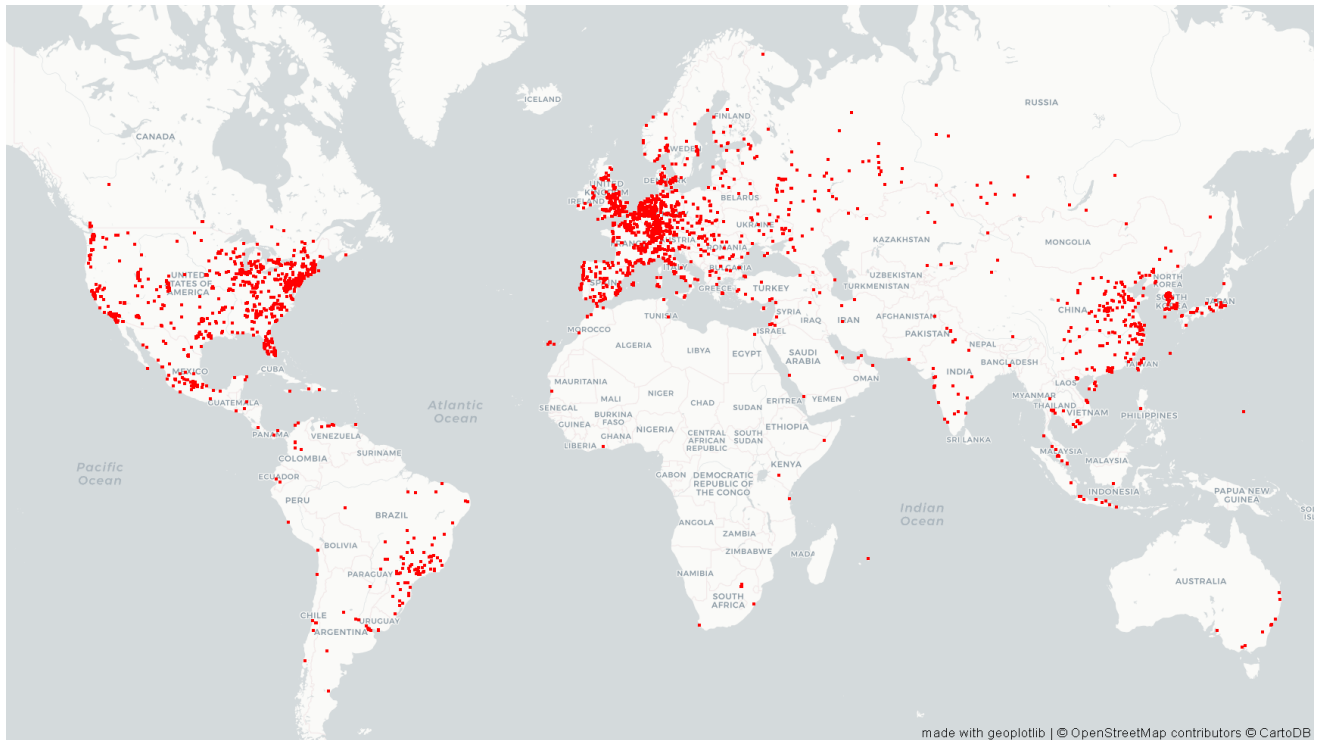 ICELAND
RUSSIA
FINLAND
CANADA
SWEDEN
UNITED
KINGDOM
IRELAND
BELARUS
UKRAINE
KAZAKHSTAN
MONGOLIA
AUSTRIA
ROMANIA
BULGARIA
UNITED
STATES OF
AMERICA
SPAIN
GREECE
TURKEY
UZBEKISTAN
TURKMENISTAN
NORTH
KOREA
SOUTH
KOREA
JAPAN
CHINA
MOROCCO
TUNISIA
SYRIA
IRAQ
IRAN
AFGHANISTAN
ISRAEL
PAKISTAN
NEPAL
ALGERIA
LIBYA
EGYPT
SAUDI
ARABIA
BANGLADESH
TAIWAN
MEXICO
CUBA
INDIA
OMAN
MAURITANIA
MALI
NIGER
CHAD
SUDAN
ERITREA
YEMEN
MYANMAR
LAOS
THAILAND
VIETNAM
PHILIPPINES
GUATEMALA
Atlantic
Ocean
SENEGAL
BURKINA
FASO
GUINEA
GHANA
NIGERIA
LIBERIA
CENTRAL
AFRICAN
REPUBLIC
SOUTH
SUDAN
ETHIOPIA
SRI LANKA
PANAMA
VENEZUELA
COLOMBIA
SURINAME
MALAYSIA
MALAYSIA
Pacific
Ocean
ECUADOR
GABON
DEMOCRATIC
REPUBLIC OF
THE CONGO
KENYA
INDONESIA
PAPUA NEW
GUINEA
PERU
BRAZIL
ANGOLA
Indian
Ocean
ZAMBIA
BOLIVIA
ZIMBABWE
MADA
PARAGUAY
NAMIBIA
AUSTRALIA
SOUTH
AFRICA
CHILE
URUGUAY
ARGENTINA
made with geoplotlib | © OpenStreetMap contributors © CartoDB